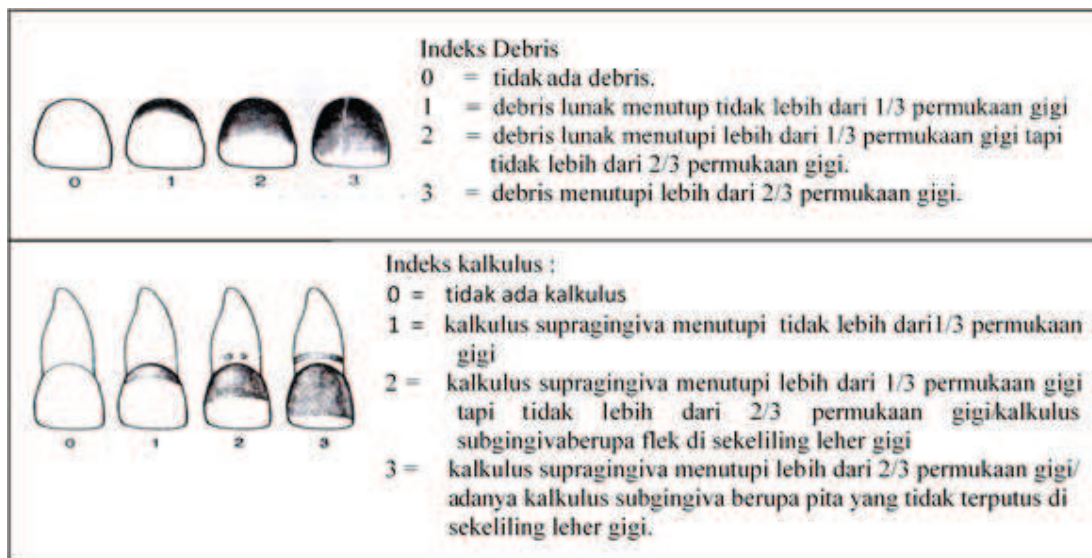 Indeks Debris
0 = tidak ada debris.
1 = debris lunak menutup tidak lebih dari 1/3 permukaan gigi
2 = debris lunak menutupi lebih dari 1/3 permukaan gigi tapi
tidak lebih dari 2/3 permukaan gigi.
3 = debris menutupi lebih dari 2/3 permukaan gigi.
0 1 2 3
Indeks kalkulus :
0 = tidak ada kalkulus
1 = kalkulus supragingiva menutupi tidak lebih dari1/3 permukaan
gigi
2 = kalkulus supragingiva menutupi lebih dari 1/3 permukaan gigi
tapi tidak lebih dari 2/3 permukaan gigi/kalkulus
subgingivaberupa flek di sekeliling leher gigi
3 = kalkulus supragingiva menutupi lebih dari 2/3 permukaan gigi/
adanya kalkulus subgingiva berupa pita yang tidak terputus di
sekeliling leher gigi.
0 1 2 3